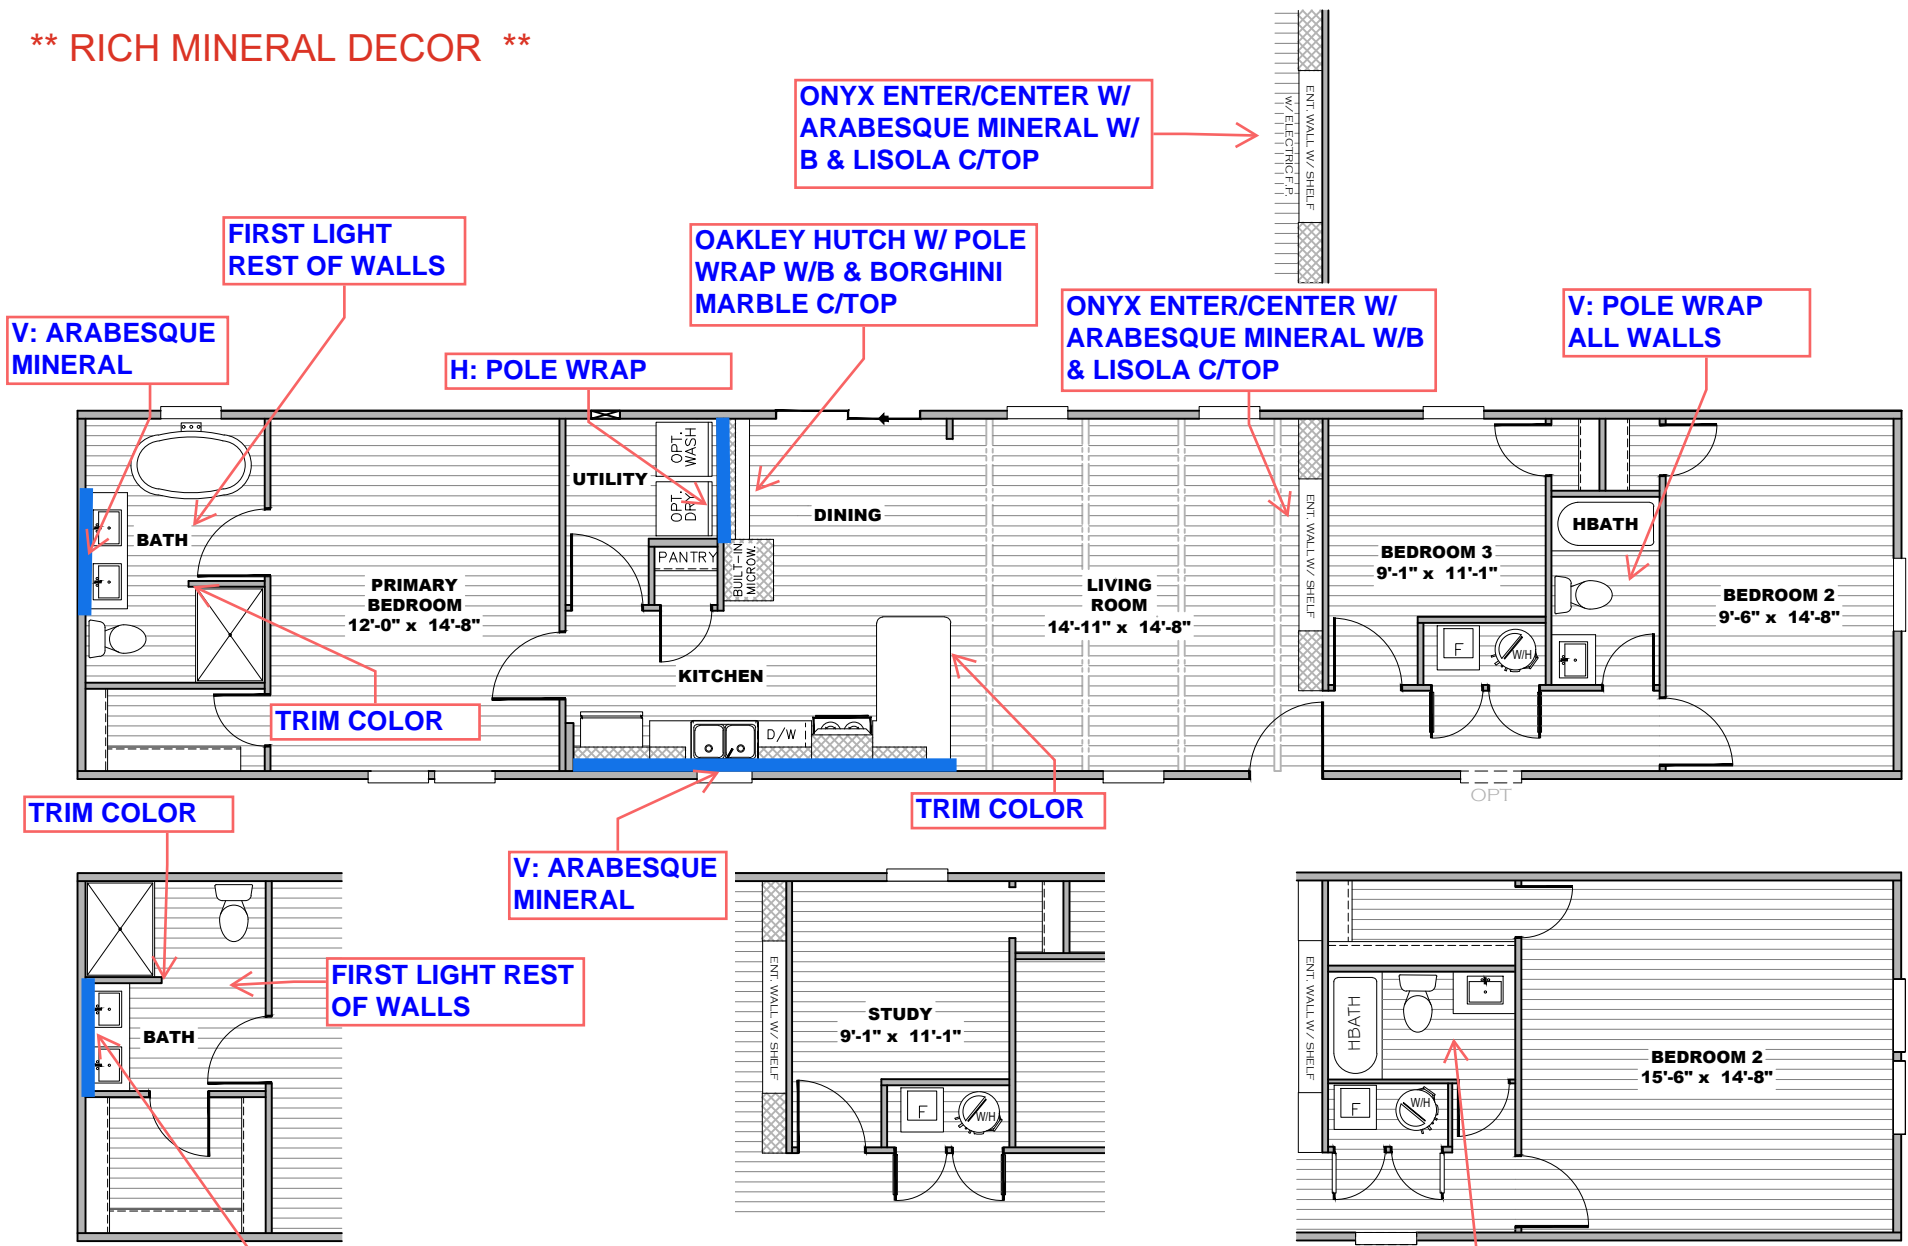 ** RICH MINERAL DECOR **
ONYX ENTER/CENTER W/
ARABESQUE MINERAL W/
B & LISOLA C/TOP
ENT. WALL W/ SHELF
W/ ELECTRIC F.P.
FIRST LIGHT
REST OF WALLS
OAKLEY HUTCH W/ POLE
WRAP W/B & BORGHINI
MARBLE C/TOP
ONYX ENTER/CENTER W/
ARABESQUE MINERAL W/B
& LISOLA C/TOP
V: POLE WRAP
ALL WALLS
V: ARABESQUE
MINERAL
H: POLE WRAP
BATH
PRIMARY
BEDROOM
12'-0" x 14'-8"
UTILITY
OPT.
WASH
OPT.
DRY
PANTRY
BUILT-IN
MICROW.
DINING
KITCHEN
D/W
LIVING
ROOM
14'-11" x 14'-8"
ENT. WALL W/ SHELF
BEDROOM 3
9'-1" x 11'-1"
F
W/H
HBATH
BEDROOM 2
9'-6" x 14'-8"
OPT
TRIM COLOR
TRIM COLOR
TRIM COLOR
V: ARABESQUE
MINERAL
FIRST LIGHT REST
OF WALLS
BATH
ENT. WALL W/ SHELF
STUDY
9'-1" x 11'-1"
F
W/H
ENT. WALL W/ SHELF
HBATH
F
W/H
BEDROOM 2
15'-6" x 14'-8"